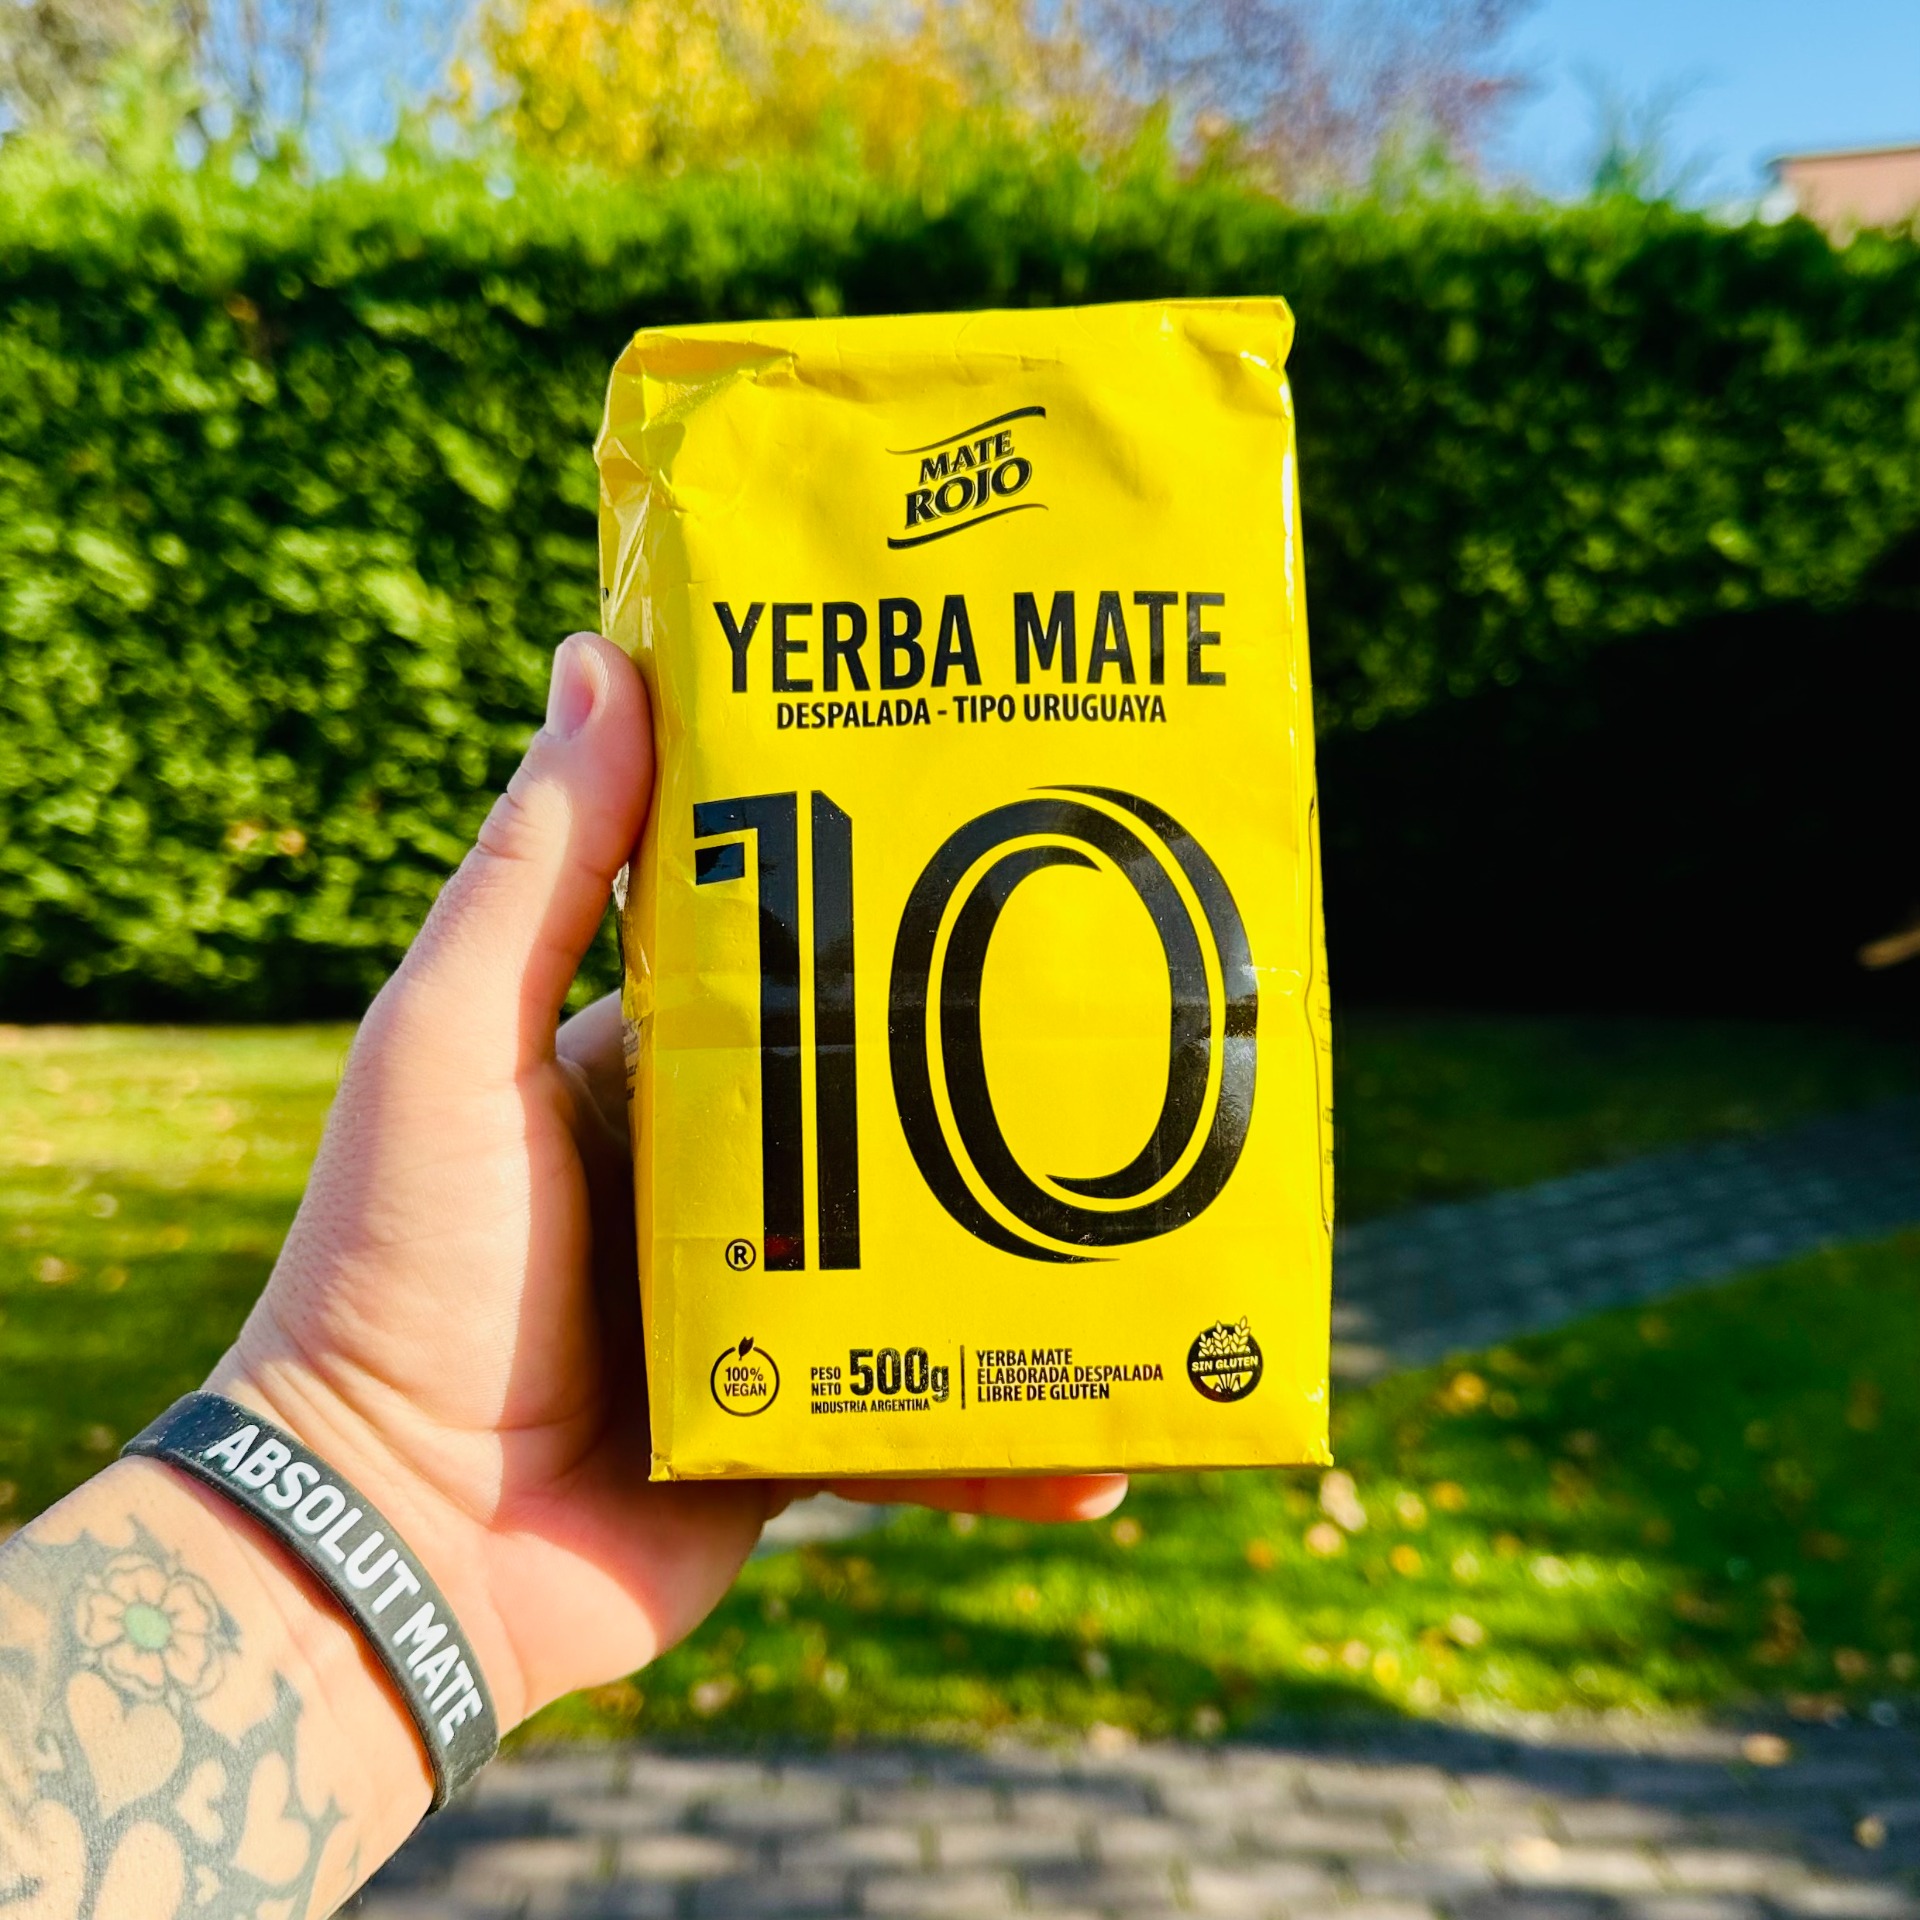 MATE
ROJO
YERBA MATE
DESPALADA - TIPO URUGUAYA
10
®
100%
VEGAN
PESO
NETO 500g
INDUSTRIA ARGENTINA
YERBA MATE
ELABORADA DESPALADA
LIBRE DE GLUTEN
SIN GLUTEN
ABSOLUT MATE